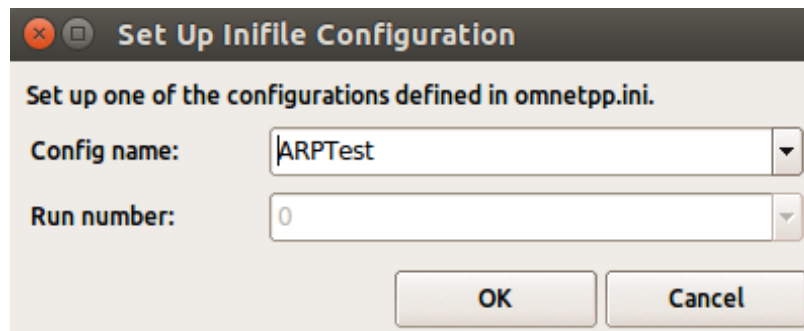 Set Up Inifile Configuration
Set up one of the configurations defined in omnetpp.ini.
Config name: ARPTest
Run number: 0
OK Cancel